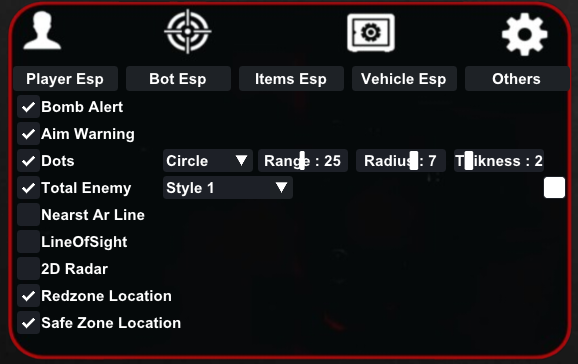 Player Esp Bot Esp Items Esp Vehicle Esp Others
Bomb Alert
Aim Warning
Dots Circle Range : 25 Radius : 7 Thikness : 2
Total Enemy Style 1
Nearst Ar Line
LineOfSight
2D Radar
Redzone Location
Safe Zone Location